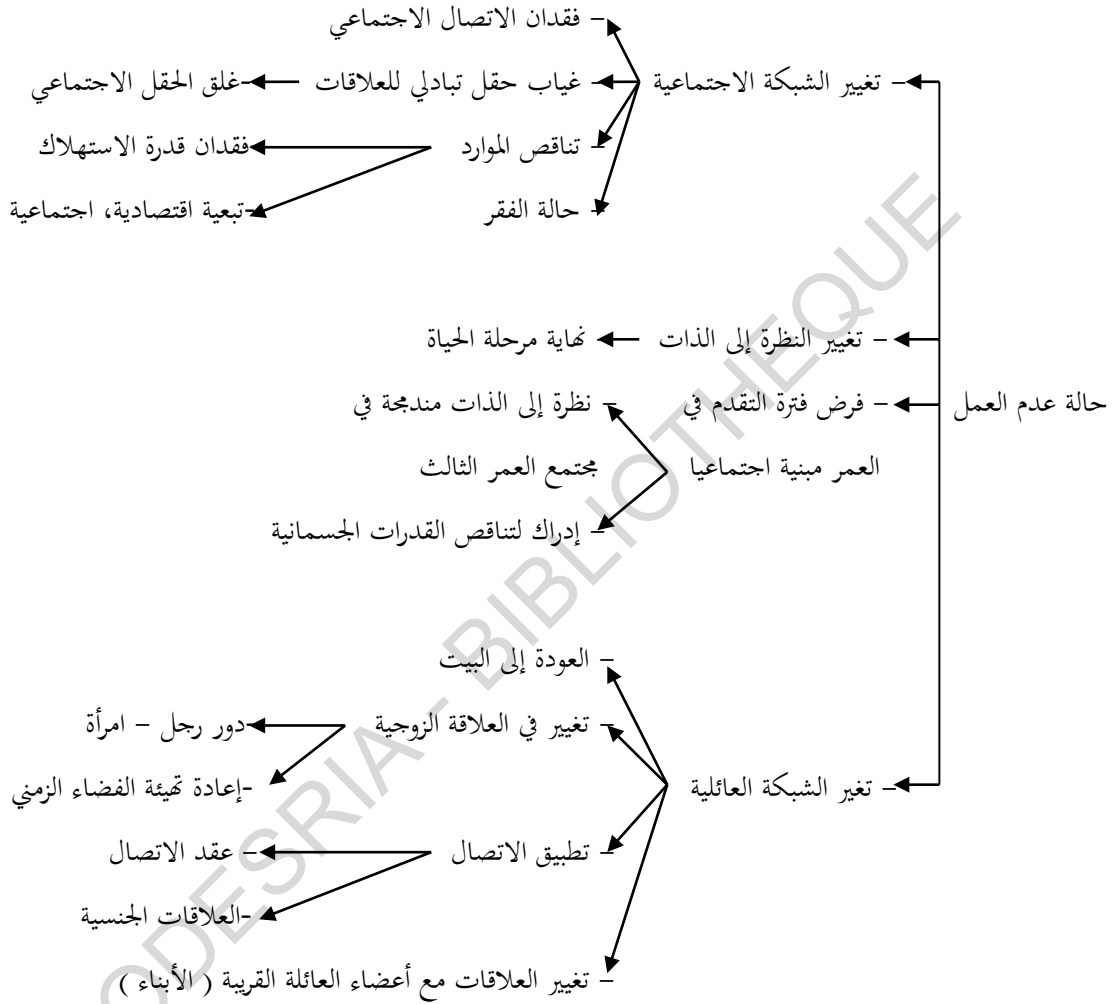 – فقدان الاتصال الاجتماعي
– تغيير الشبكة الاجتماعية – غياب حقل تبادلي للعلاقات -غلق الحقل الاجتماعي
– تناقص الموارد -فقدان قدرة الاستهلاك
– حالة الفقر -تبعية اقتصادية، اجتماعية
– تغيير النظرة إلى الذات نهاية مرحلة الحياة
حالة عدم العمل – فرض فترة التقدم في – نظرة إلى الذات مندمجة في
العمر مبنية اجتماعيا مجتمع العمر الثالث
– إدراك لتناقص القدرات الجسمانية
– العودة إلى البيت
– تغيير في العلاقة الزوجية -دور رجل – امرأة
– تغير الشبكة العائلية -إعادة تهيئة الفضاء الزمني
– تطبيق الاتصال – عقد الاتصال
-العلاقات الجنسية
– تغيير العلاقات مع أعضاء العائلة القريبة ( الأبناء )
ODESRIA - BIBLIOTHEQUE